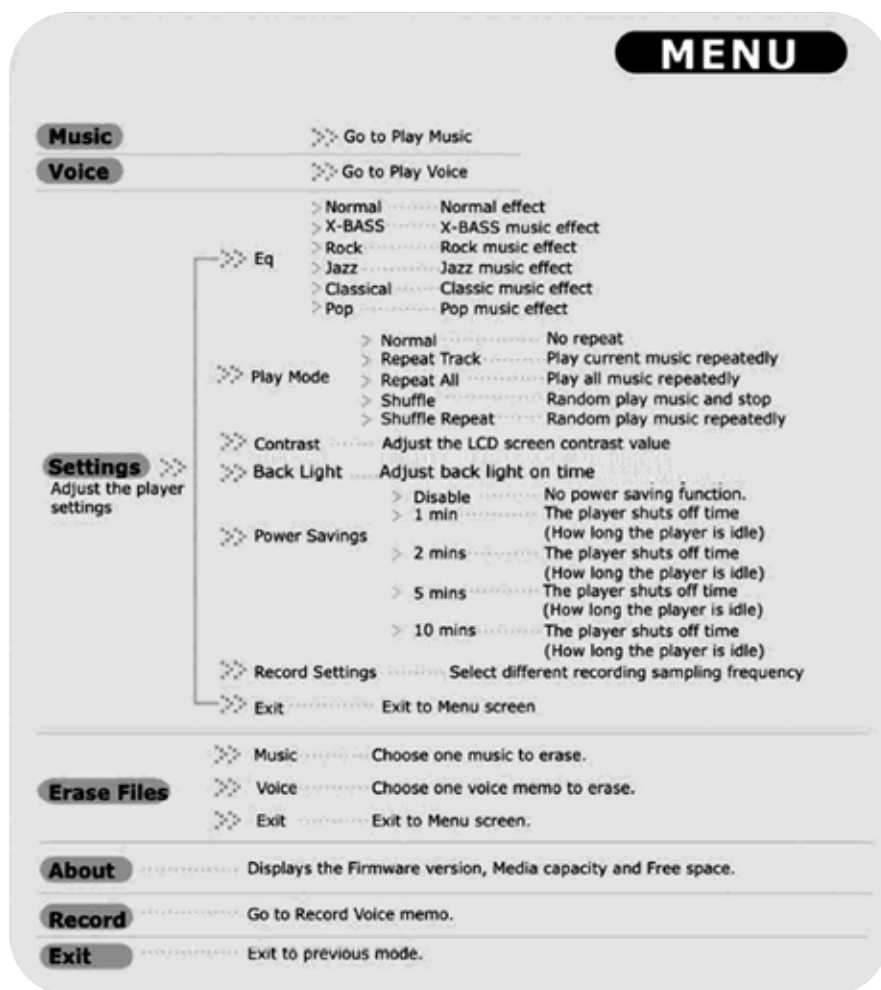 MENU
Music >> Go to Play Music
Voice >> Go to Play Voice
Settings >>
Adjust the player
settings
>> Eq
> Normal Normal effect
> X-BASS X-BASS music effect
> Rock Rock music effect
> Jazz Jazz music effect
> Classical Classic music effect
> Pop Pop music effect
>> Play Mode
> Normal No repeat
> Repeat Track Play current music repeatedly
> Repeat All Play all music repeatedly
> Shuffle Random play music and stop
> Shuffle Repeat Random play music repeatedly
>> Contrast Adjust the LCD screen contrast value
>> Back Light Adjust back light on time
>> Power Savings
> Disable No power saving function.
> 1 min The player shuts off time
(How long the player is idle)
> 2 mins The player shuts off time
(How long the player is idle)
> 5 mins The player shuts off time
(How long the player is idle)
> 10 mins The player shuts off time
(How long the player is idle)
>> Record Settings Select different recording sampling frequency
>> Exit Exit to Menu screen
Erase Files
>> Music Choose one music to erase.
>> Voice Choose one voice memo to erase.
>> Exit Exit to Menu screen.
About Displays the Firmware version, Media capacity and Free space.
Record Go to Record Voice memo.
Exit Exit to previous mode.